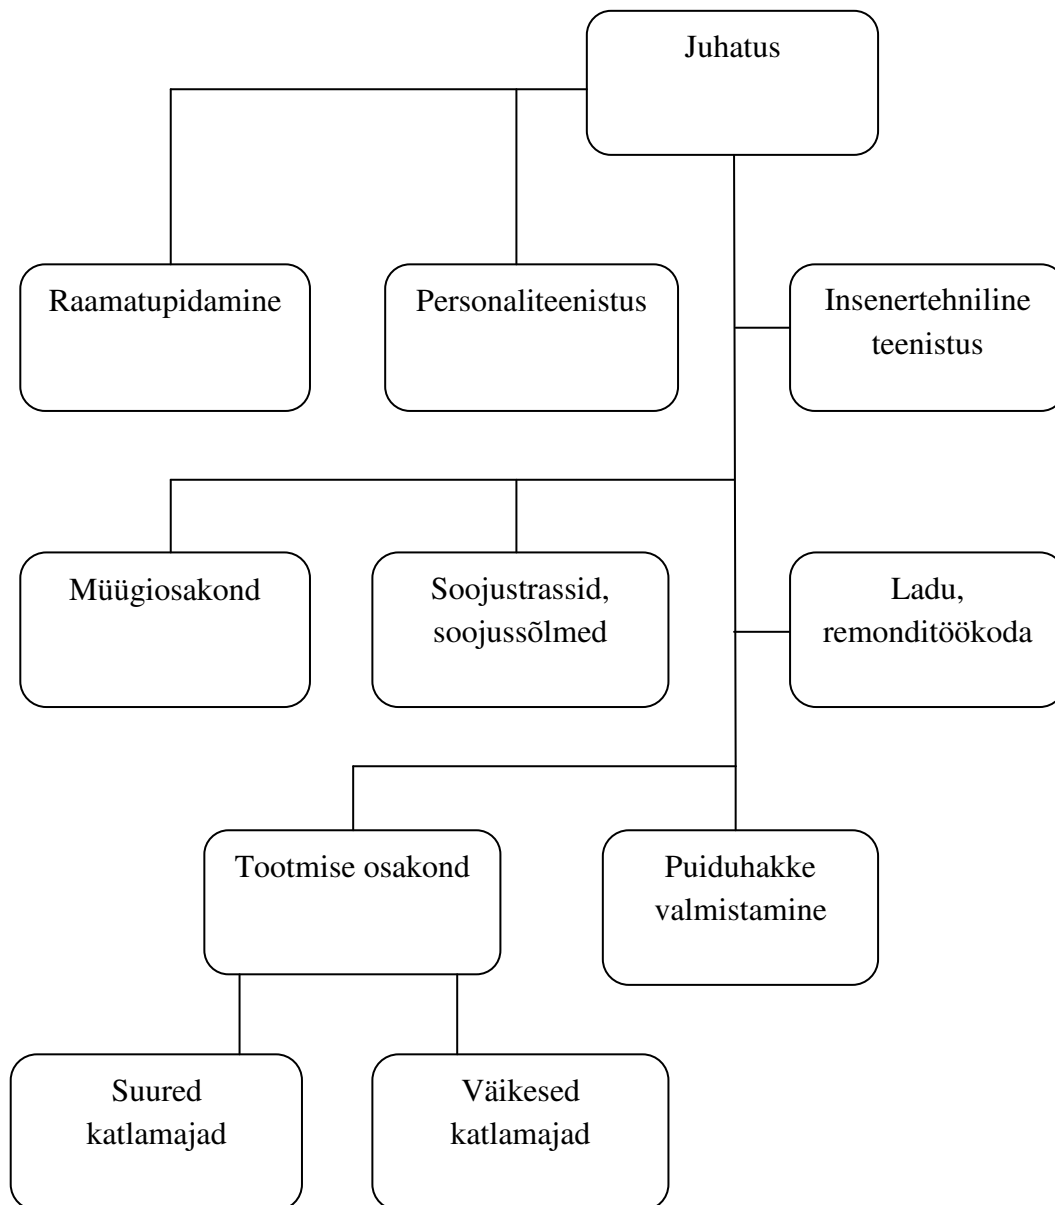 Juhatus
Raamatupidamine
Personaliteenistus
Insenertehniline
teenistus
Müügiosakond
Soojustrassid,
soojussõlmed
Ladu,
remonditöökoda
Tootmise osakond
Puiduhakke
valmistamine
Suured
katlamajad
Väikesed
katlamajad